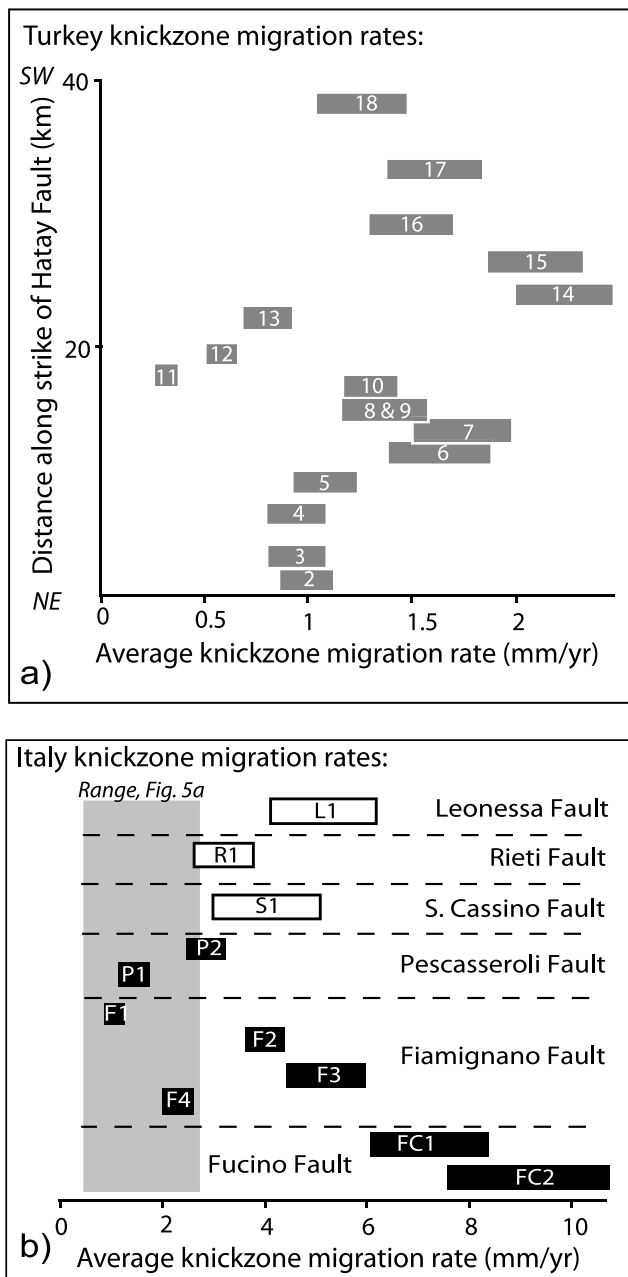 Turkey knickzone migration rates:
SW
40
18
17
16
15
14
13
12
20
11
10
8 & 9
7
6
5
4
3
2
NE
0
0.5
1
1.5
2
Distance along strike of Hatay Fault (km)
Average knickzone migration rate (mm/yr)
a)
Italy knickzone migration rates:
Range, Fig. 5a
L1
Leonessa Fault
R1
Rieti Fault
S1
S. Cassino Fault
P2
P1
Pescasseroli Fault
F1
F2
Fiamignano Fault
F3
F4
FC1
Fucino Fault
FC2
0
2
4
6
8
10
b)
Average knickzone migration rate (mm/yr)